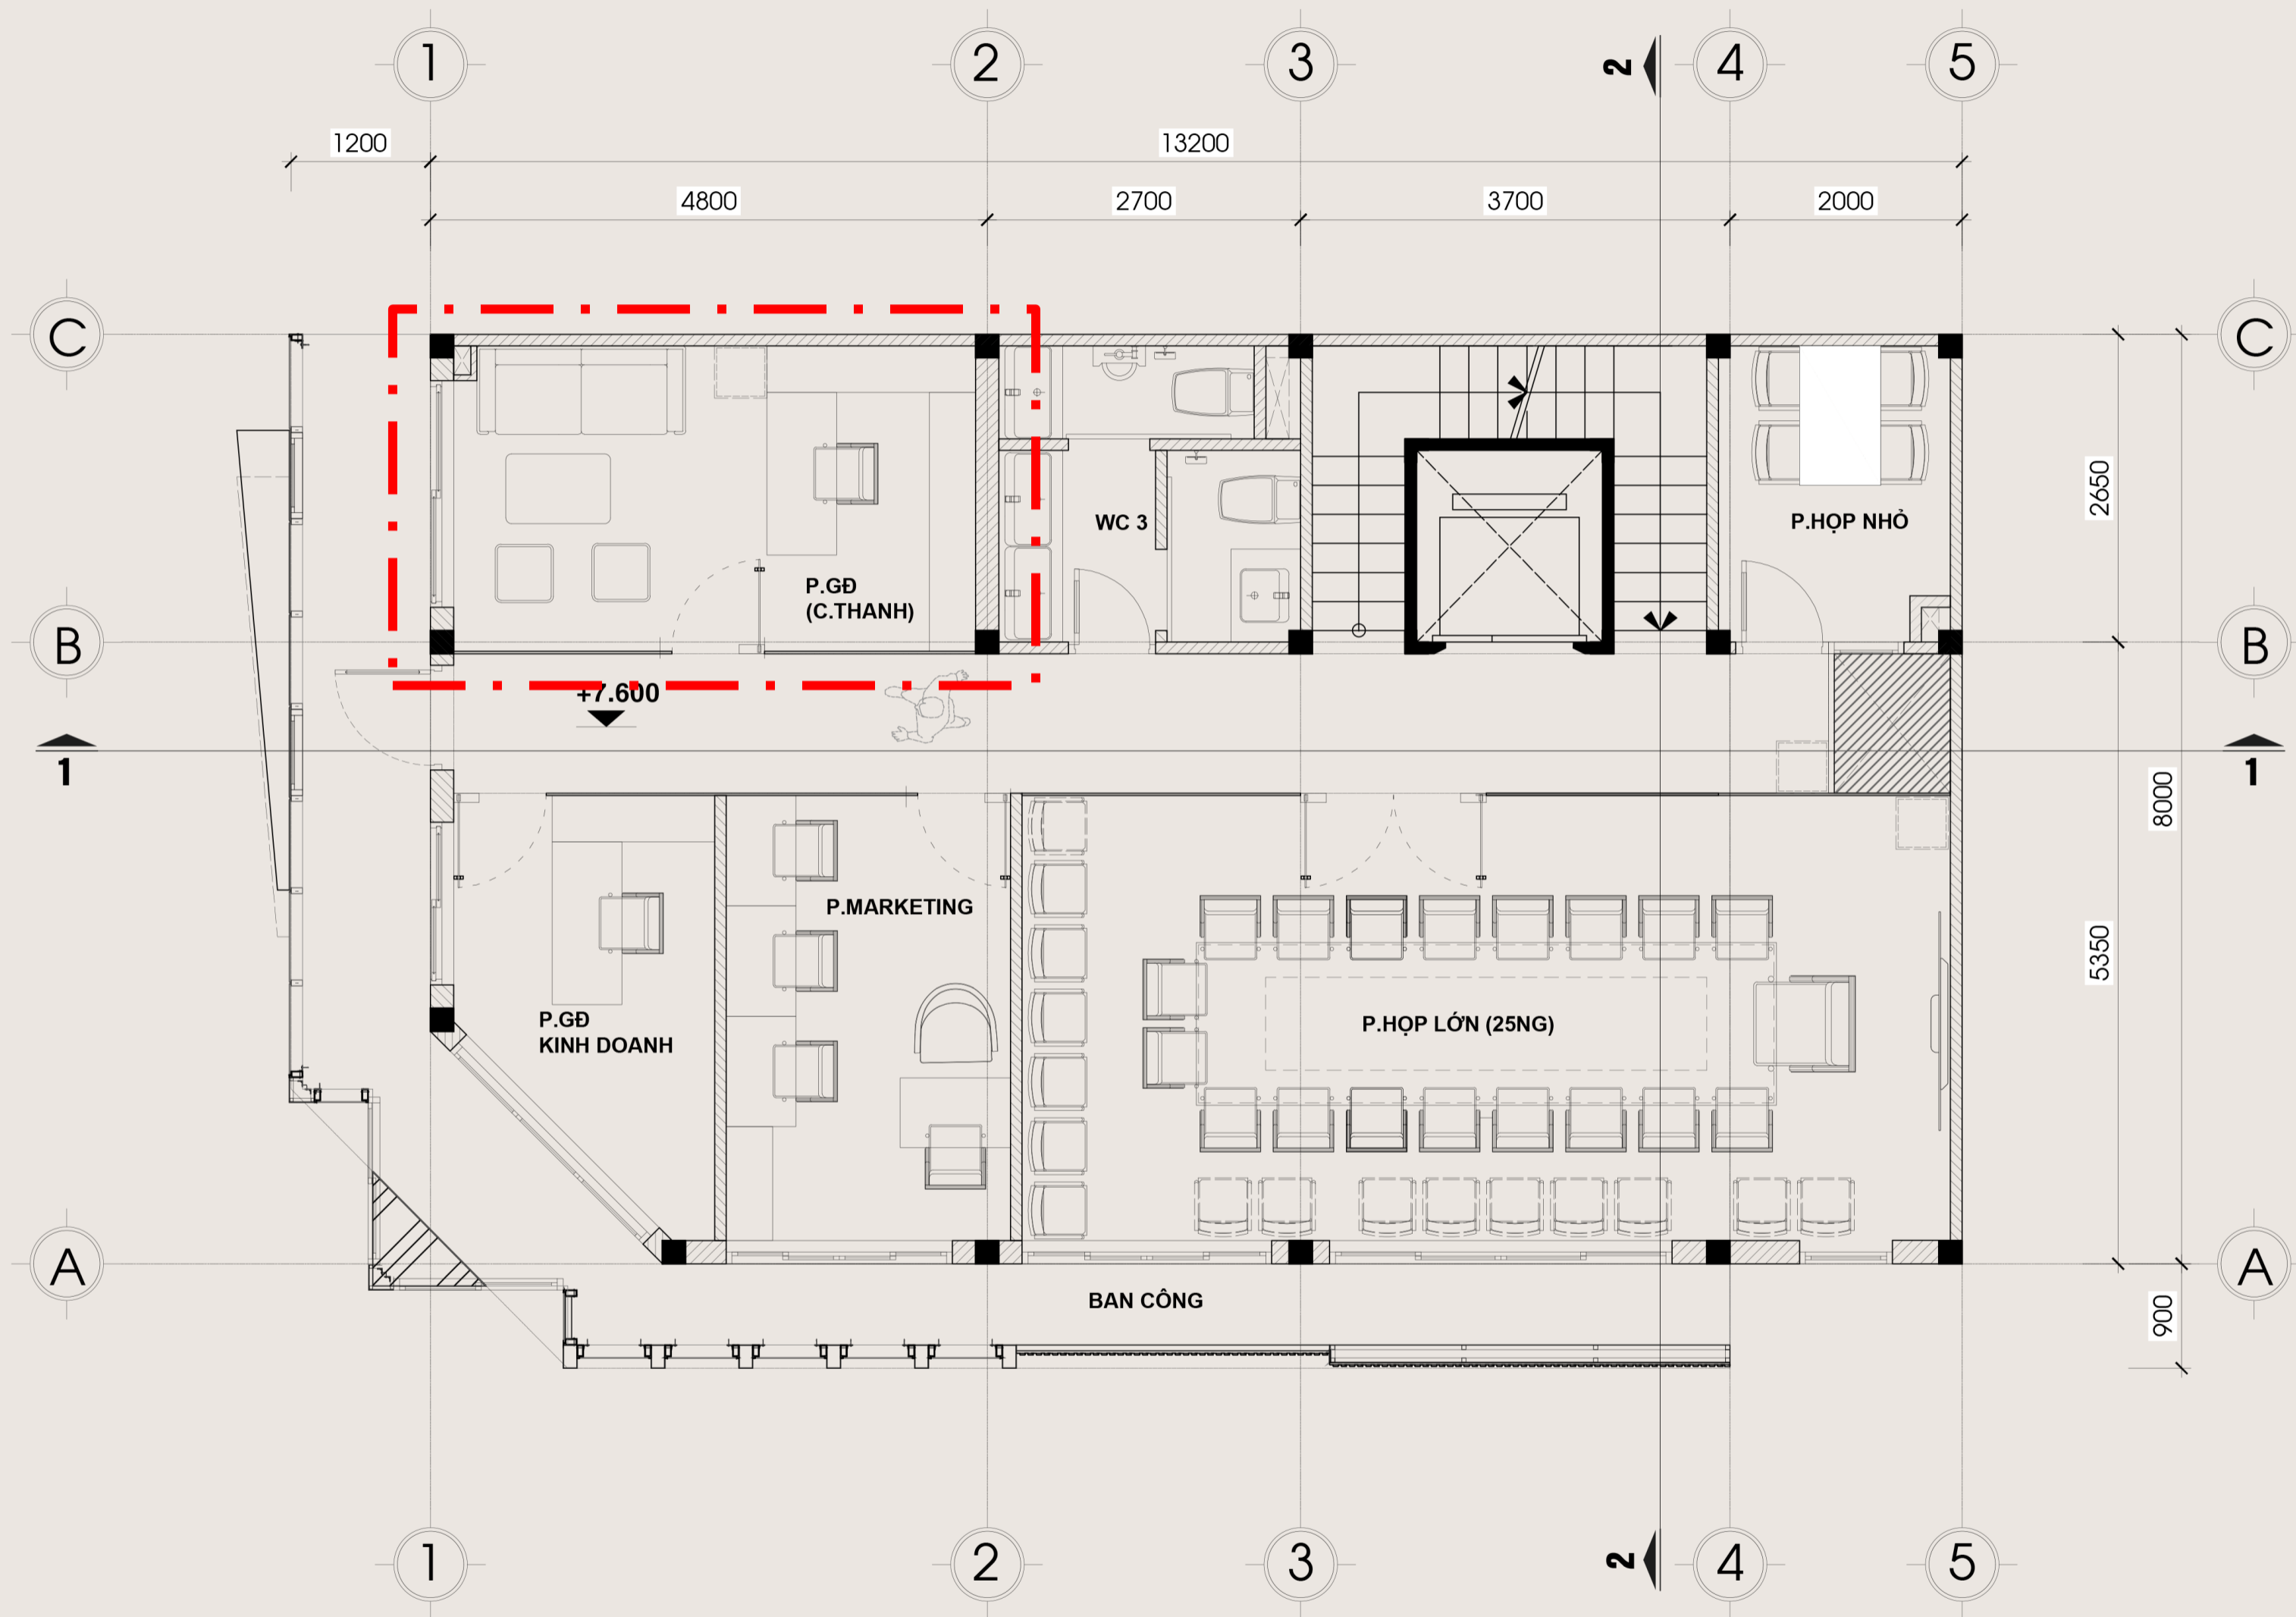 1 2 3 2 4 5
1200 13200
4800 2700 3700 2000
C C
2650
WC 3 P.HỌP NHỎ
P.GĐ
(C.THANH)
B B
+7.600
1 1
8000
P.MARKETING
5350
P.GĐ
KINH DOANH
P.HỌP LỚN (25NG)
A A
BAN CÔNG
900
1 2 3 2 4 5